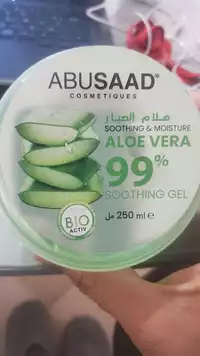 ABUSAAD®
COSMETIQUES
هلام الصبار
SOOTHING & MOISTURE
ALOE VERA
99%
SOOTHING GEL
BIO
ACTIV
250 ml e مل